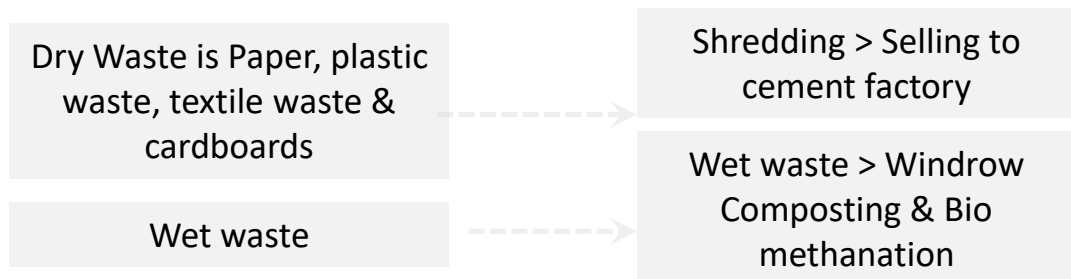 Dry Waste is Paper, plastic
waste, textile waste &
cardboards
Shredding > Selling to
cement factory
Wet waste
Wet waste > Windrow
Composting & Bio
methanation